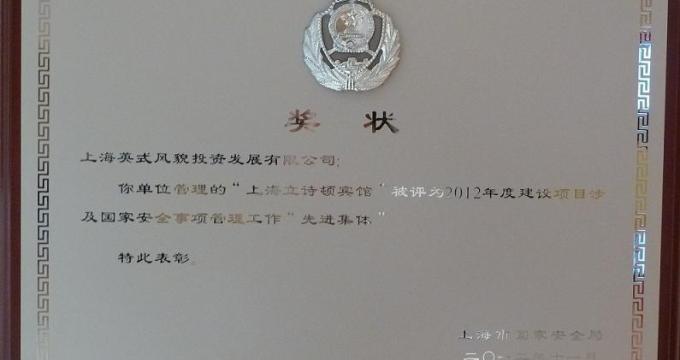 奖 状
上海英式风貌投资发展有限公司:
你单位管理的“上海立诗顿宾馆”被评为2012年度建设项目涉
及国家安全事项管理工作“先进集体”
特此表彰。
上海市国家安全局